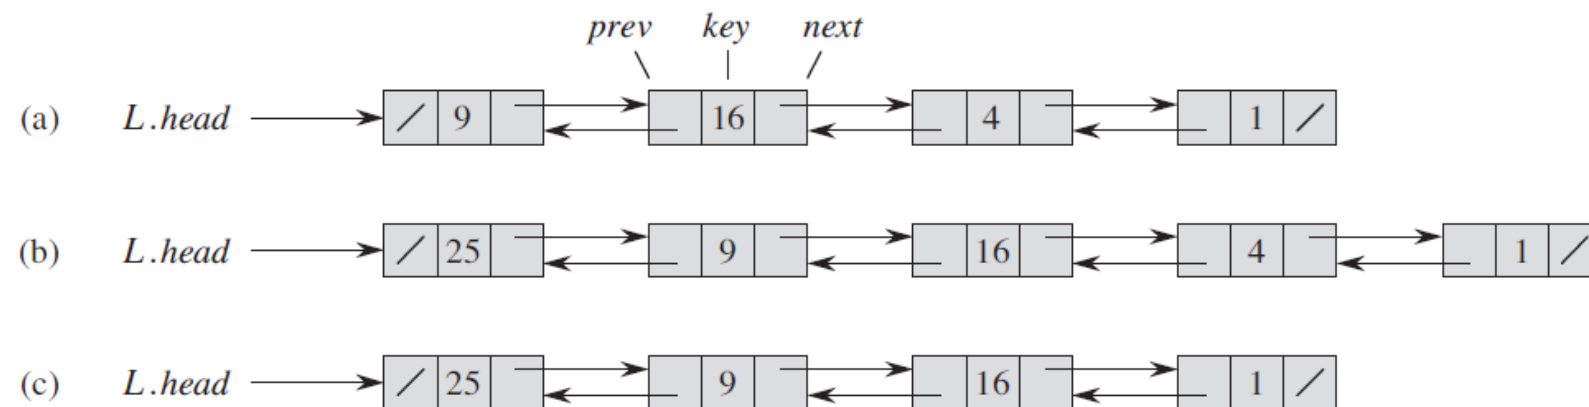 prev key next
(a) L.head / 9 16 4 1 /
(b) L.head / 25 9 16 4 1 /
(c) L.head / 25 9 16 1 /